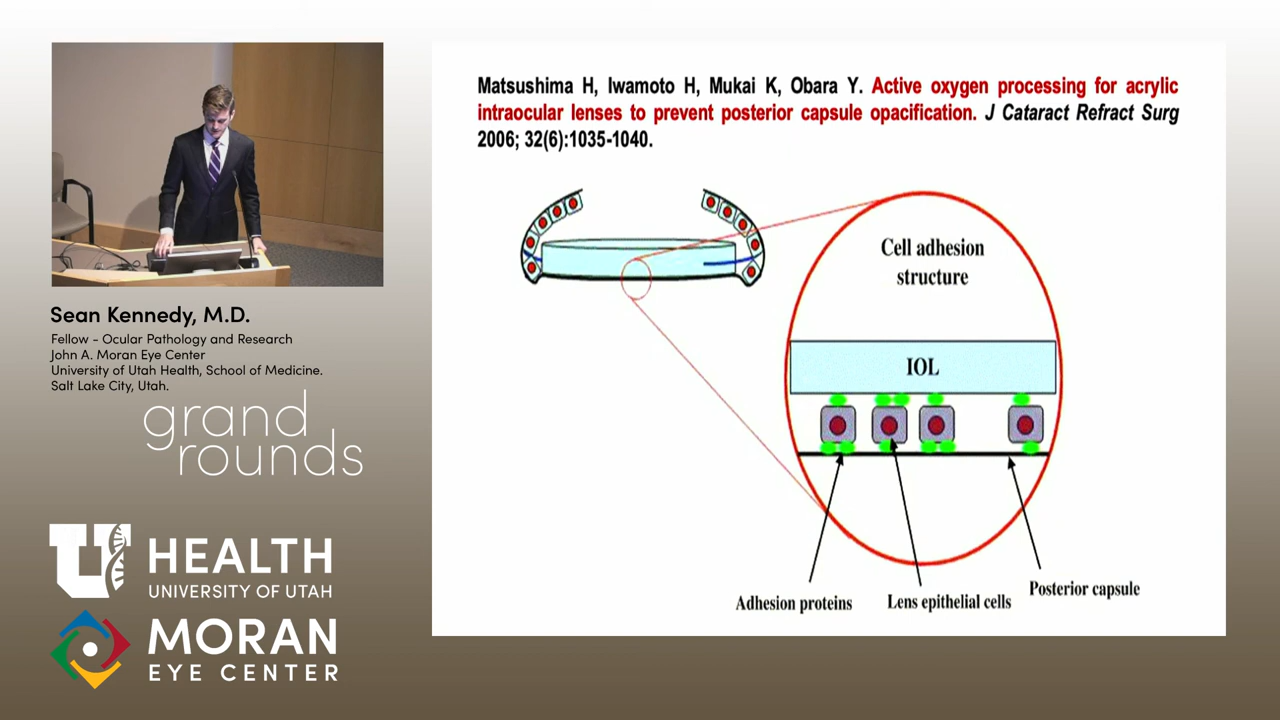 Matsushima H, Iwamoto H, Mukai K, Obara Y. Active oxygen processing for acrylic
intraocular lenses to prevent posterior capsule opacification. J Cataract Refract Surg
2006; 32(6):1035-1040.
Cell adhesion
structure
IOL
Adhesion proteins
Lens epithelial cells
Posterior capsule
Sean Kennedy, M.D.
Fellow - Ocular Pathology and Research
John A. Moran Eye Center
University of Utah Health, School of Medicine.
Salt Lake City, Utah.
grand
rounds
U HEALTH
UNIVERSITY OF UTAH
MORAN
EYE CENTER